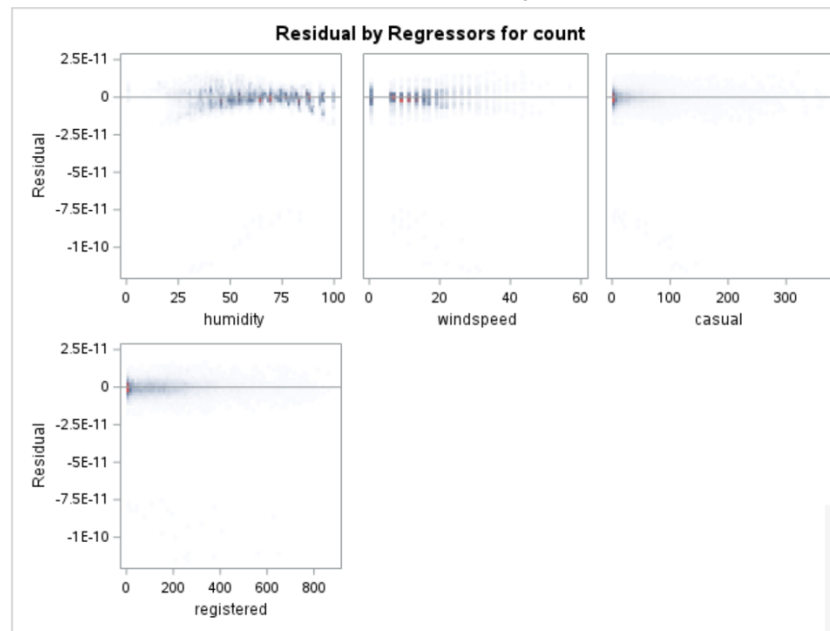 Residual by Regressors for count
2.5E-11
0
-2.5E-11
-5E-11
-7.5E-11
-1E-10
Residual
0 25 50 75 100
humidity
0 20 40 60
windspeed
0 100 200 300
casual
2.5E-11
0
-2.5E-11
-5E-11
-7.5E-11
-1E-10
Residual
0 200 400 600 800
registered